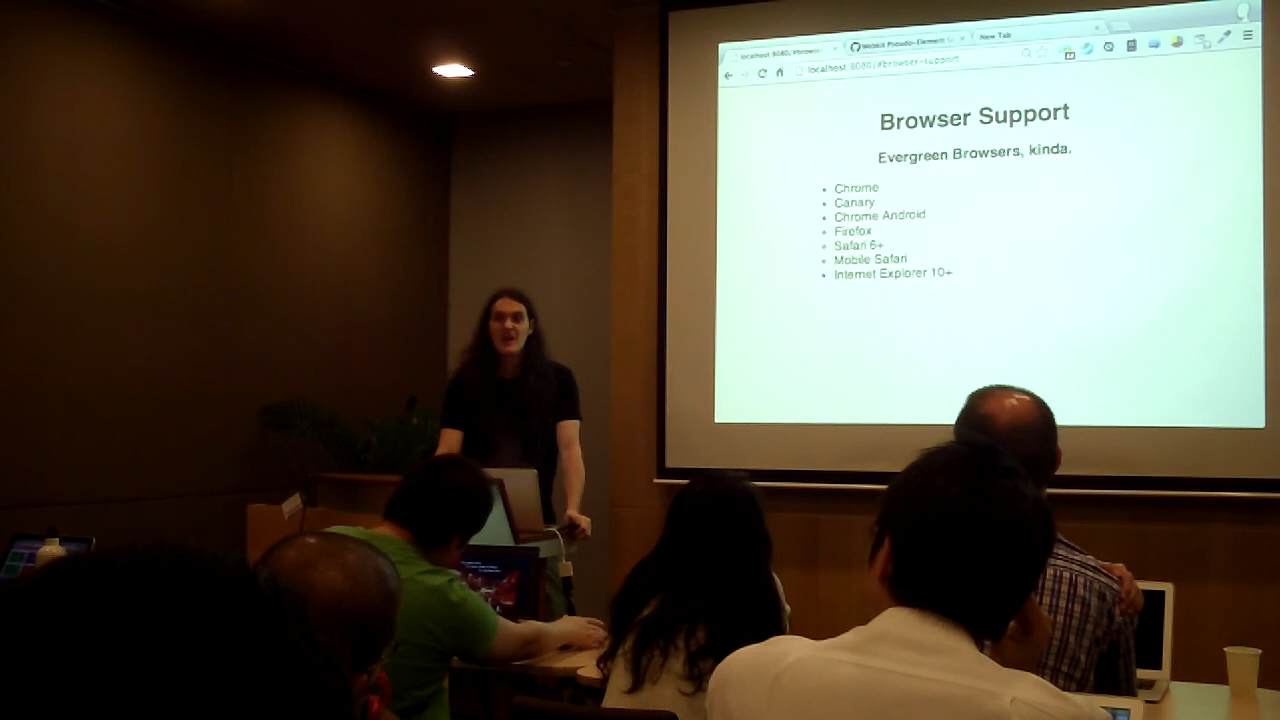 localhost:8080/#browser
Webkit Pseudo-Element
New Tab
localhost:8080/#browser-support
Browser Support
Evergreen Browsers, kinda.
• Chrome
• Canary
• Chrome Android
• Firefox
• Safari 6+
• Mobile Safari
• Internet Explorer 10+